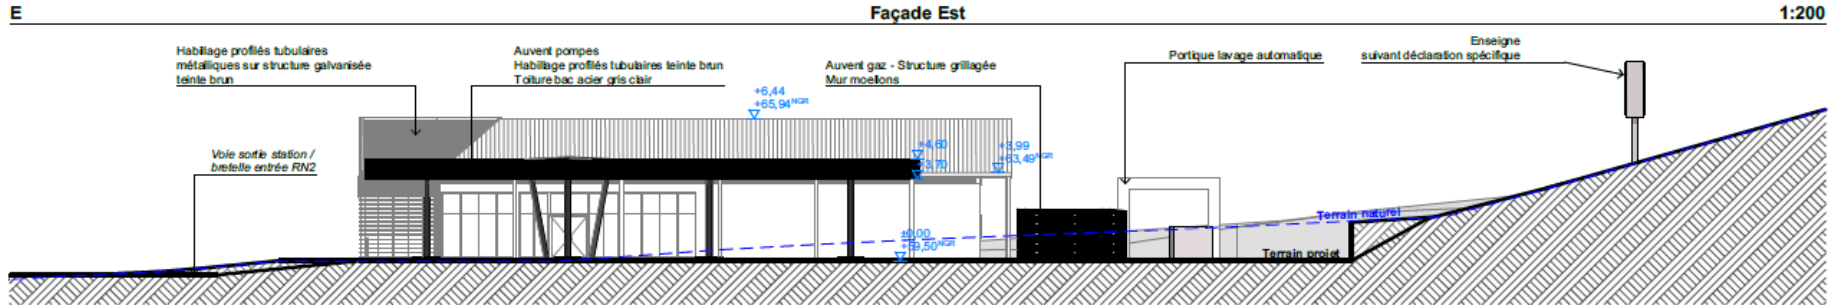 E
Façade Est
1:200
Habillage profilés tubulaires
métalliques sur structure galvanisée
teinte brun
Auvent pompes
Habillage profilés tubulaires teinte brun
Toiture bac acier gris clair
Auvent gaz - Structure grillagée
Mur moellons
Portique lavage automatique
Enseigne
suivant déclaration spécifique
+6,44
+65,94 NGR
Voie sortie station /
bretelle entrée RN2
+4,60
+3,70
+3,99
+63,49 NGR
±0,00
+59,50 NGR
Terrain naturel
Terrain projet